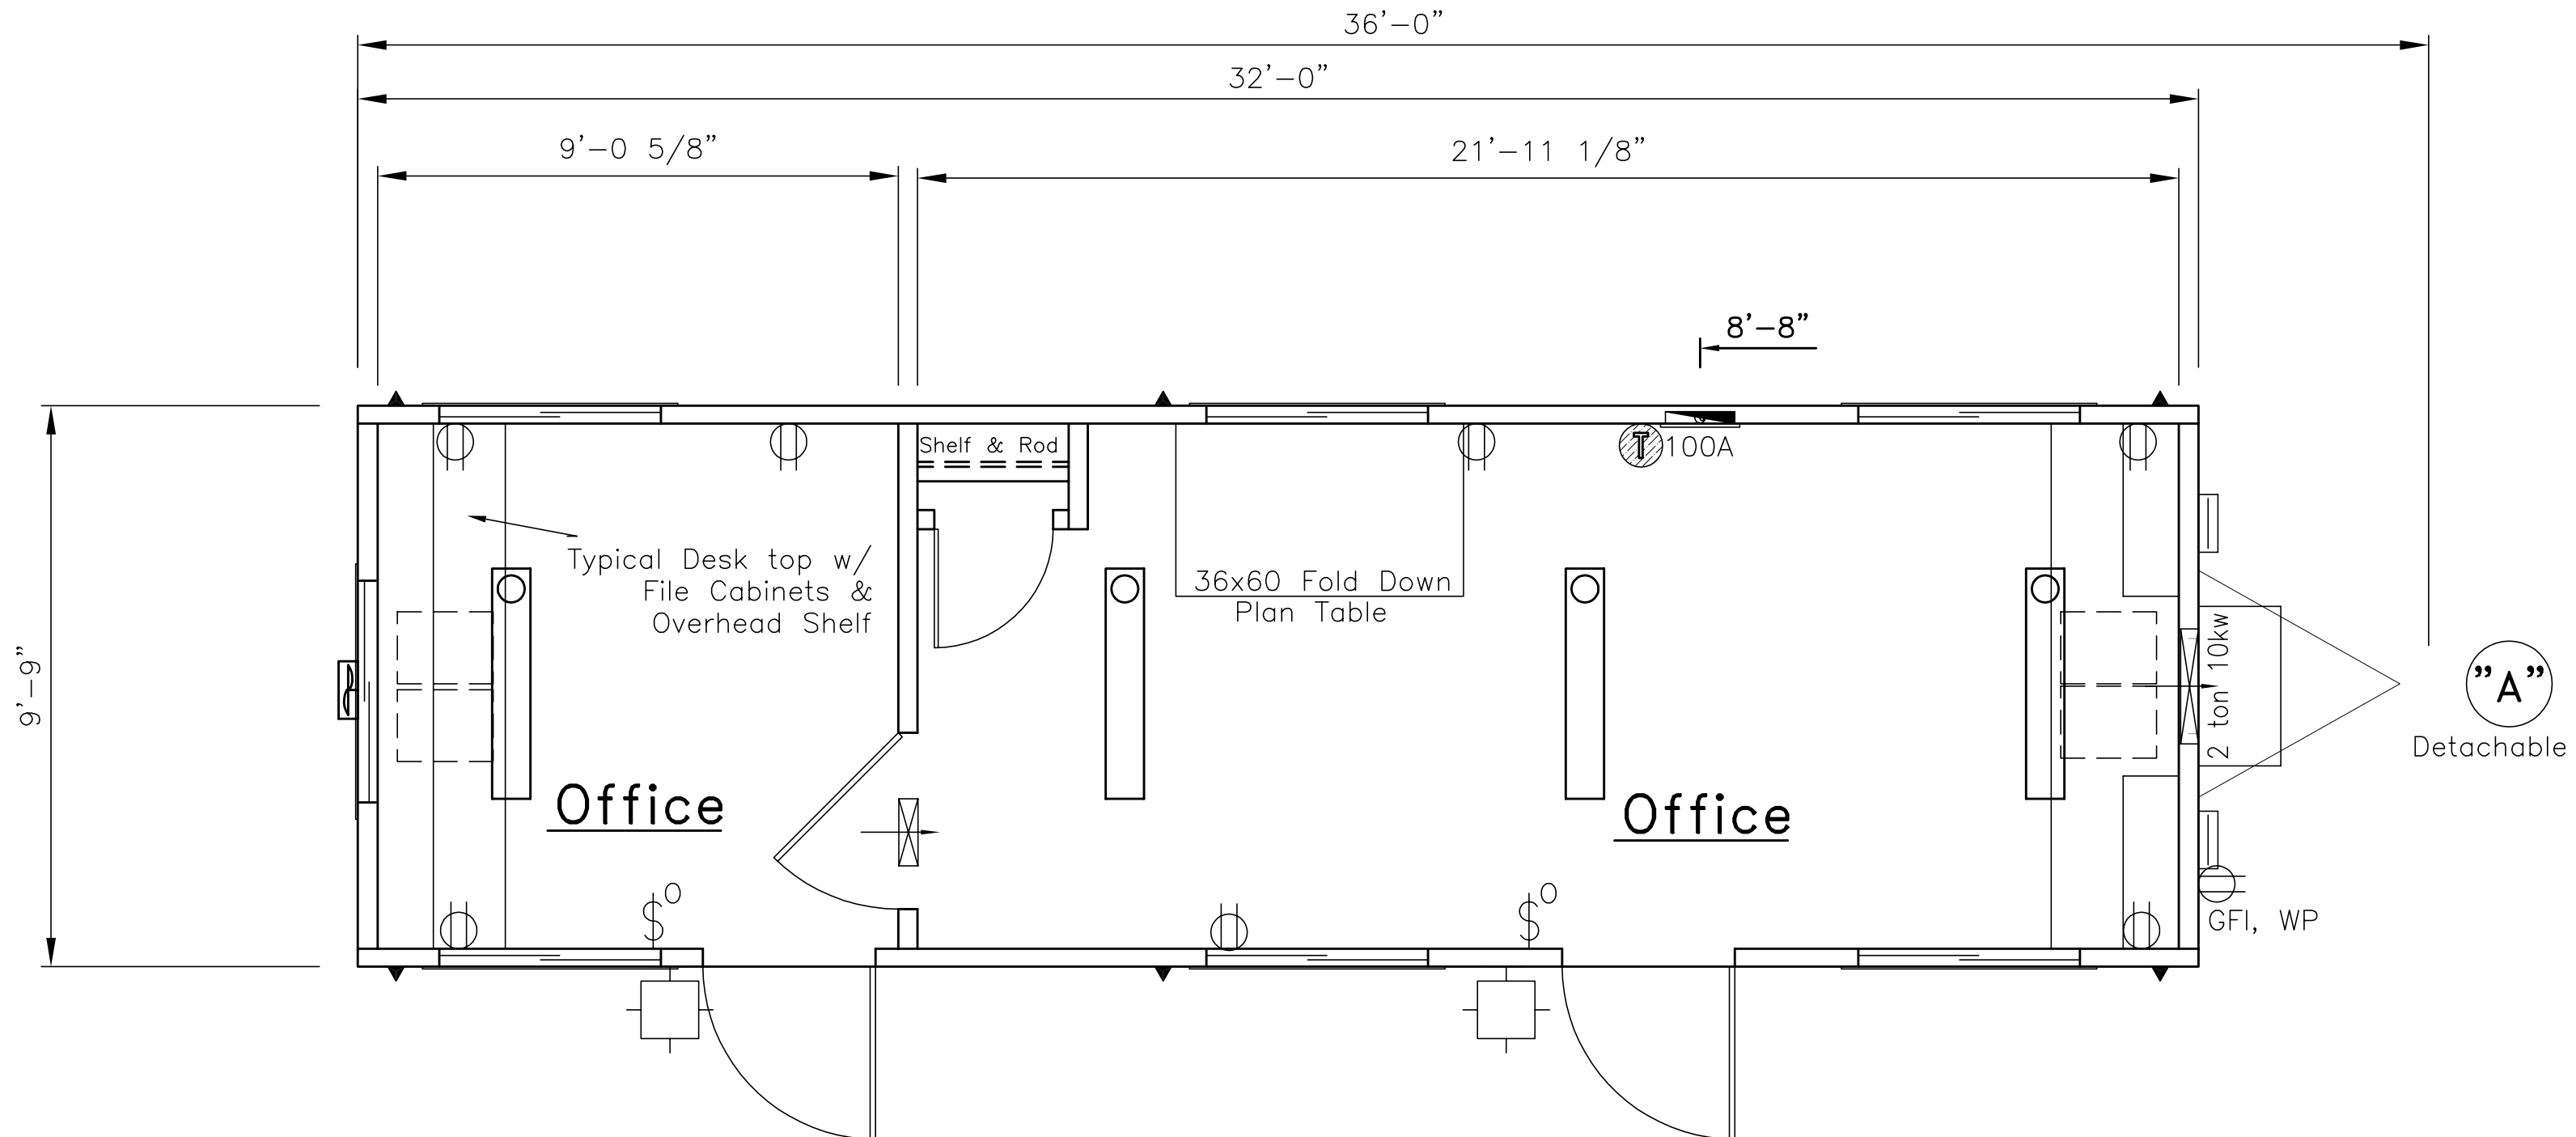 36'-0"
32'-0"
9'-0 5/8"
21'-11 1/8"
8'-8"
Shelf & Rod
T
100A
Typical Desk top w/
File Cabinets &
Overhead Shelf
36x60 Fold Down
Plan Table
9'-9"
2 ton 10kw
"A"
Detachable
Office
Office
$O
$O
GFI, WP